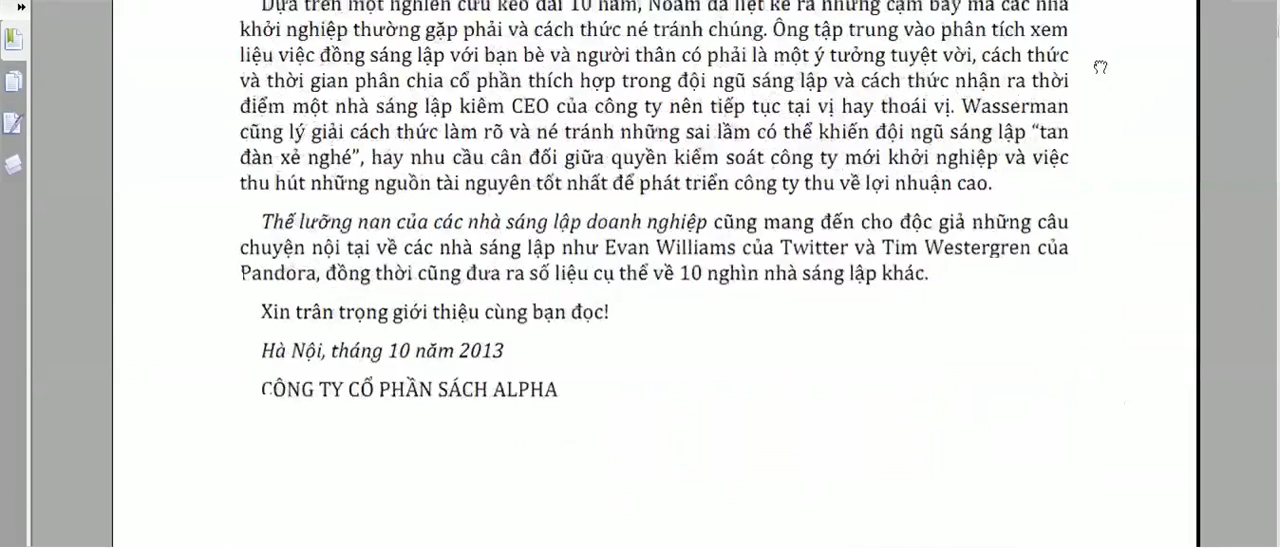 Dựa trên một nghiên cứu kéo dài 10 năm, Noam đã liệt kê ra những cạm bẫy mà các nhà
khởi nghiệp thường gặp phải và cách thức né tránh chúng. Ông tập trung vào phân tích xem
liệu việc đồng sáng lập với bạn bè và người thân có phải là một ý tưởng tuyệt vời, cách thức
và thời gian phân chia cổ phần thích hợp trong đội ngũ sáng lập và cách thức nhận ra thời
điểm một nhà sáng lập kiêm CEO của công ty nên tiếp tục tại vị hay thoái vị. Wasserman
cũng lý giải cách thức làm rõ và né tránh những sai lầm có thể khiến đội ngũ sáng lập “tan
đàn xẻ nghé”, hay nhu cầu cân đối giữa quyền kiểm soát công ty mới khởi nghiệp và việc
thu hút những nguồn tài nguyên tốt nhất để phát triển công ty thu về lợi nhuận cao.
Thế lưỡng nan của các nhà sáng lập doanh nghiệp cũng mang đến cho độc giả những câu
chuyện nội tại về các nhà sáng lập như Evan Williams của Twitter và Tim Westergren của
Pandora, đồng thời cũng đưa ra số liệu cụ thể về 10 nghìn nhà sáng lập khác.
Xin trân trọng giới thiệu cùng bạn đọc!
Hà Nội, tháng 10 năm 2013
CÔNG TY CỔ PHẦN SÁCH ALPHA